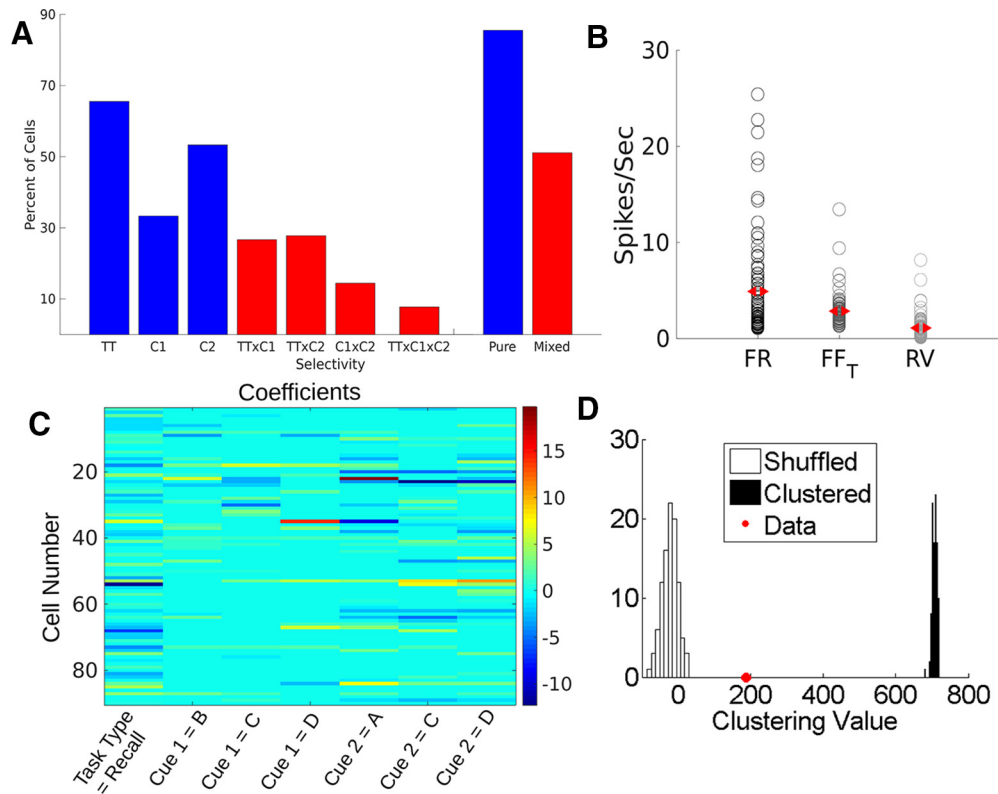 A
90
70
50
30
10
Percent of Cells
TT C1 C2 TTxC1 TTxC2 C1xC2 TTxC1xC2 Pure Mixed
Selectivity
B
30
20
10
0
Spikes/Sec
FR FFT RV
C
Coefficients
20
40
60
80
Cell Number
Task Type
= Recall
Cue 1 = B
Cue 1 = C
Cue 1 = D
Cue 2 = A
Cue 2 = C
Cue 2 = D
15
10
5
0
-5
-10
D
30
20
10
0
Shuffled
Clustered
Data
0 200 400 600 800
Clustering Value